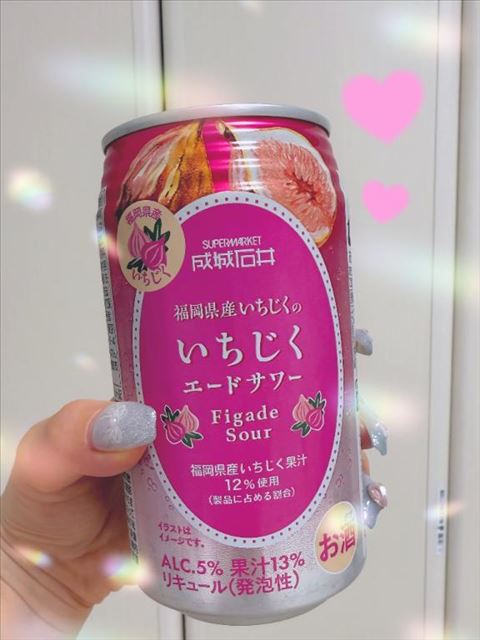 福岡県産
いちじく
SUPERMARKET
成城石井
福岡県産いちじくの
いちじく
エードサワー
Figade
Sour
福岡県産いちじく果汁
12%使用
(製品に占める割合)
イラストは
イメージです。
お酒
ALC.5% 果汁13%
リキュール(発泡性)